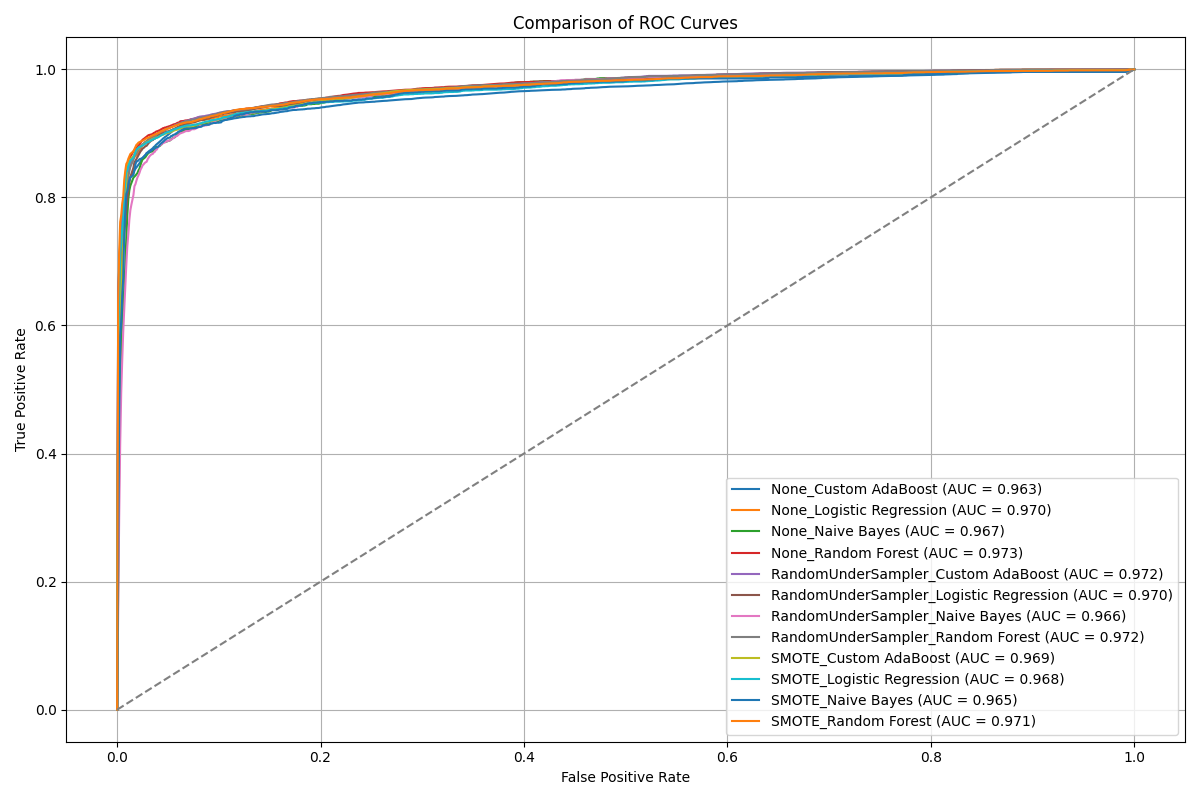 Comparison of ROC Curves
1.0
0.8
0.6
0.4
0.2
0.0
True Positive Rate
None_Custom AdaBoost (AUC = 0.963)
None_Logistic Regression (AUC = 0.970)
None_Naive Bayes (AUC = 0.967)
None_Random Forest (AUC = 0.973)
RandomUnderSampler_Custom AdaBoost (AUC = 0.972)
RandomUnderSampler_Logistic Regression (AUC = 0.970)
RandomUnderSampler_Naive Bayes (AUC = 0.966)
RandomUnderSampler_Random Forest (AUC = 0.972)
SMOTE_Custom AdaBoost (AUC = 0.969)
SMOTE_Logistic Regression (AUC = 0.968)
SMOTE_Naive Bayes (AUC = 0.965)
SMOTE_Random Forest (AUC = 0.971)
0.0 0.2 0.4 0.6 0.8 1.0
False Positive Rate